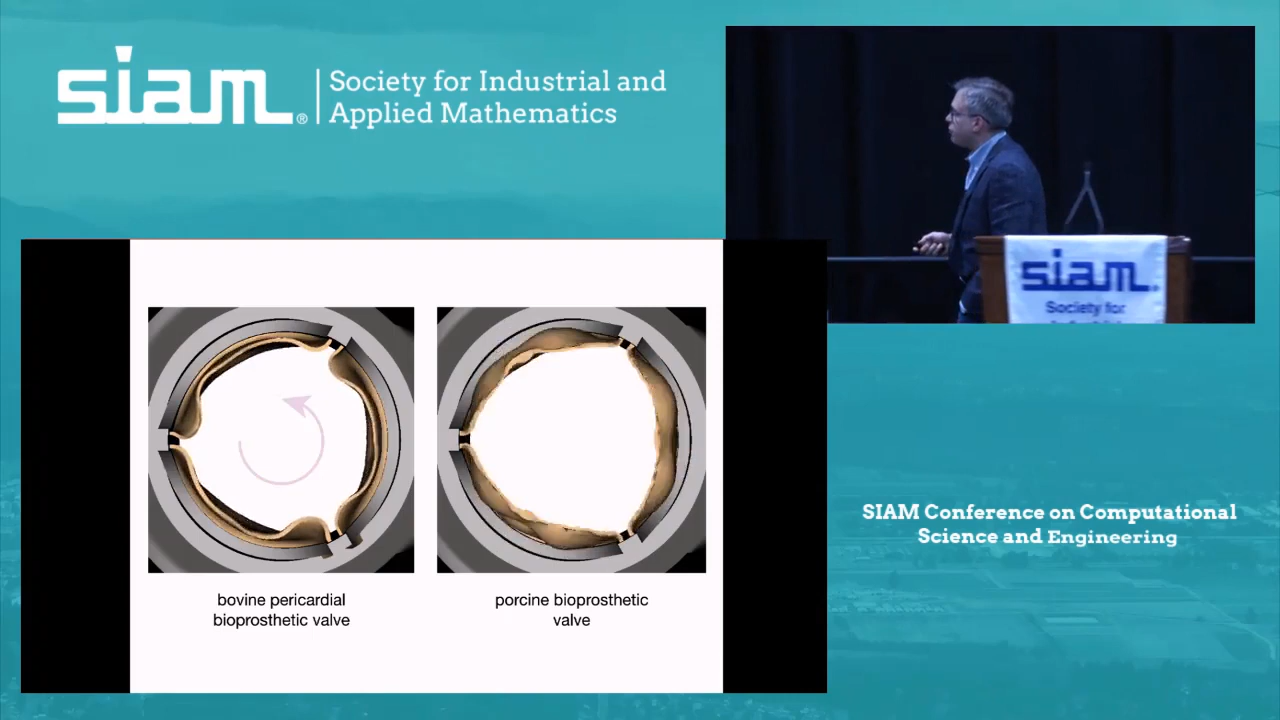 siam®
Society for Industrial and
Applied Mathematics
siam
Society for
bovine pericardial
bioprosthetic valve
porcine bioprosthetic
valve
SIAM Conference on Computational
Science and Engineering